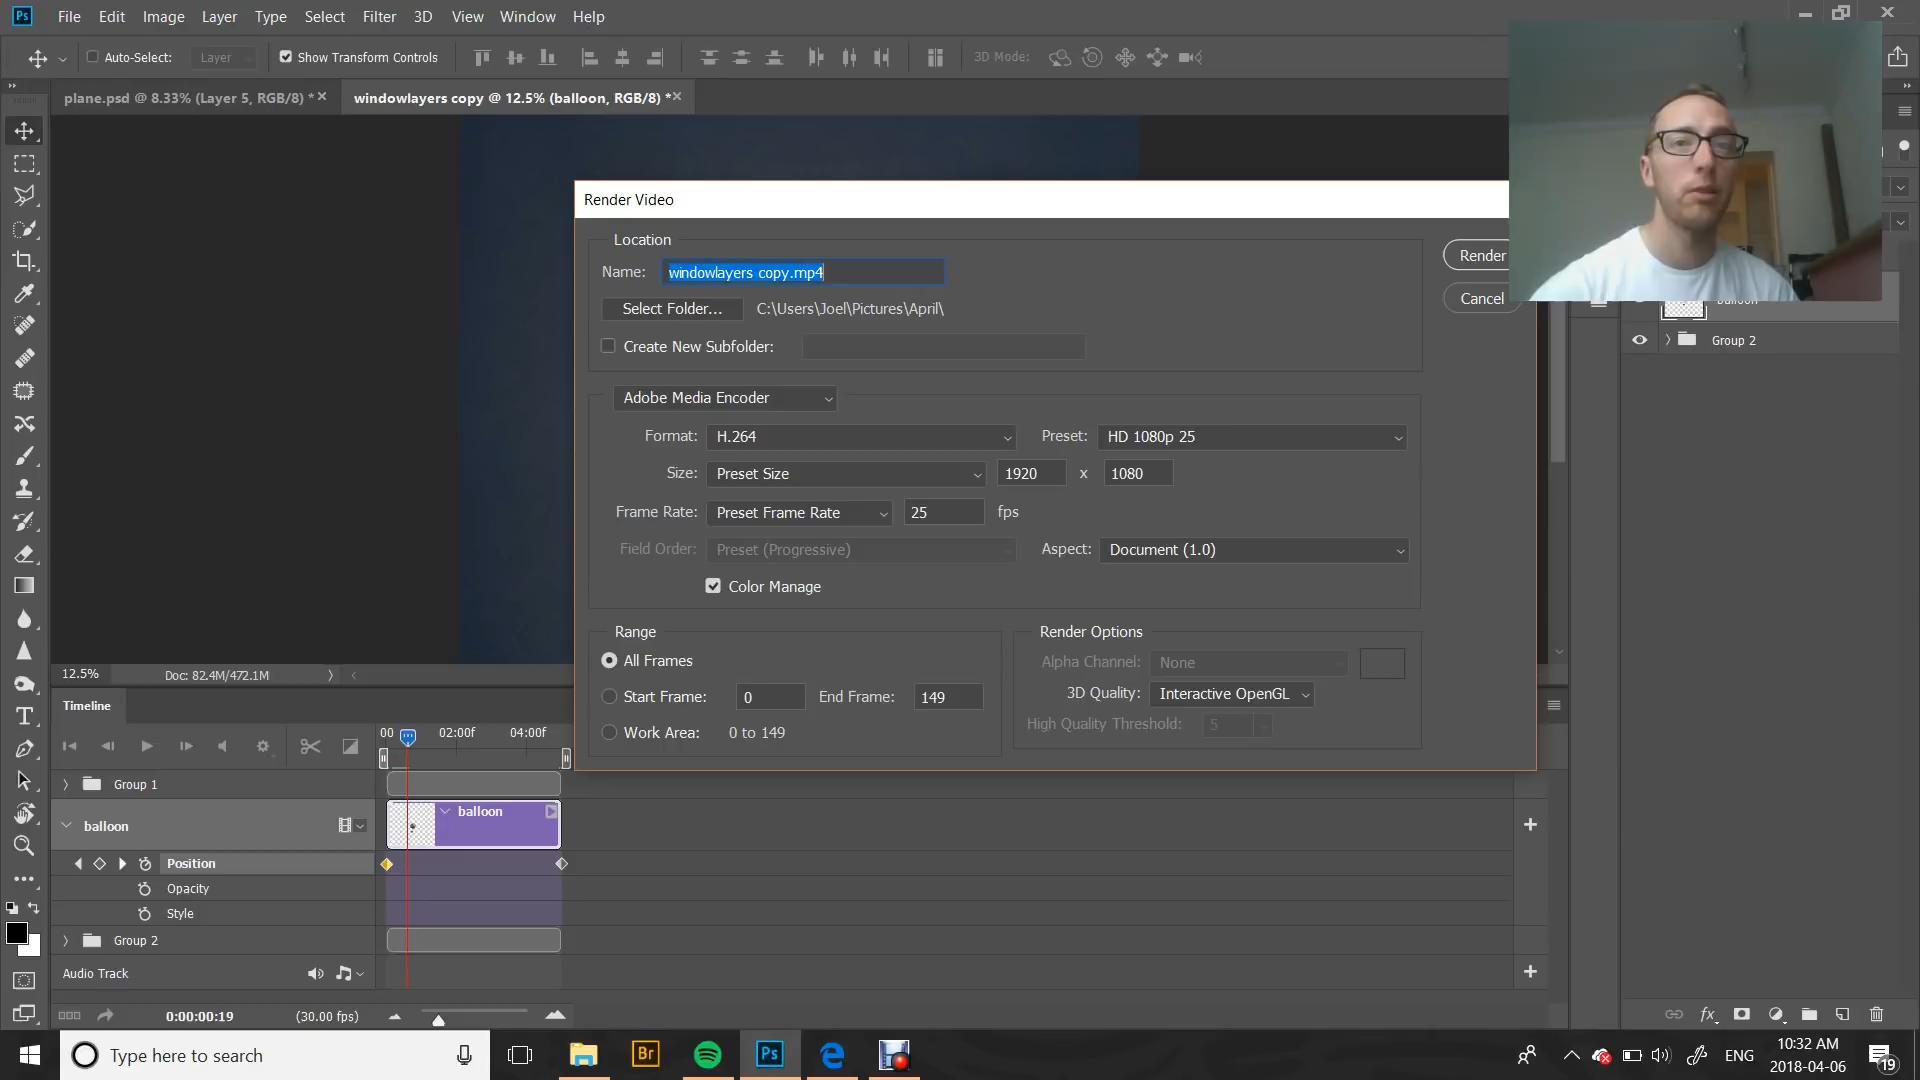 Ps File Edit Image Layer Type Select Filter 3D View Window Help
Auto-Select: Layer Show Transform Controls 3D Mode:
plane.psd @ 8.33% (Layer 5, RGB/8) * windowlayers copy @ 12.5% (balloon, RGB/8) *
Render Video
Location
Name: windowlayers copy.mp4
Select Folder... C:\Users\Joel\Pictures\April\
Create New Subfolder:
Render
Cancel
balloon
Group 2
Adobe Media Encoder
Format: H.264 Preset: HD 1080p 25
Size: Preset Size 1920 x 1080
Frame Rate: Preset Frame Rate 25 fps
Field Order: Preset (Progressive) Aspect: Document (1.0)
Color Manage
Range
All Frames
Start Frame: 0 End Frame: 149
Work Area: 0 to 149
Render Options
Alpha Channel: None
3D Quality: Interactive OpenGL
High Quality Threshold: 5
12.5% Doc: 82.4M/472.1M
Timeline
00 02:00f 04:00f
Group 1
balloon balloon
Position
Opacity
Style
Group 2
Audio Track
0:00:00:19 (30.00 fps)
Type here to search
Br Ps
ENG
10:32 AM
2018-04-06
19